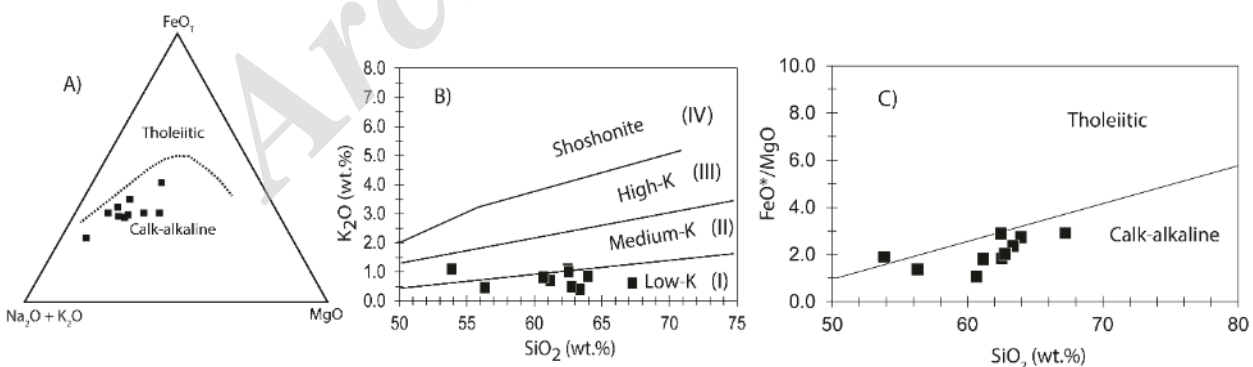 FeOT
A)
Tholeiitic
Calk-alkaline
Na2O + K2O
MgO
Arc
B)
K2O (wt.%)
8.0
7.0
6.0
5.0
4.0
3.0
2.0
1.0
0.0
Shoshonite (IV)
High-K (III)
Medium-K (II)
Low-K (I)
50 55 60 65 70 75
SiO2 (wt.%)
C)
FeO*/MgO
10.0
8.0
6.0
4.0
2.0
0.0
Tholeiitic
Calk-alkaline
50 60 70 80
SiO2 (wt.%)